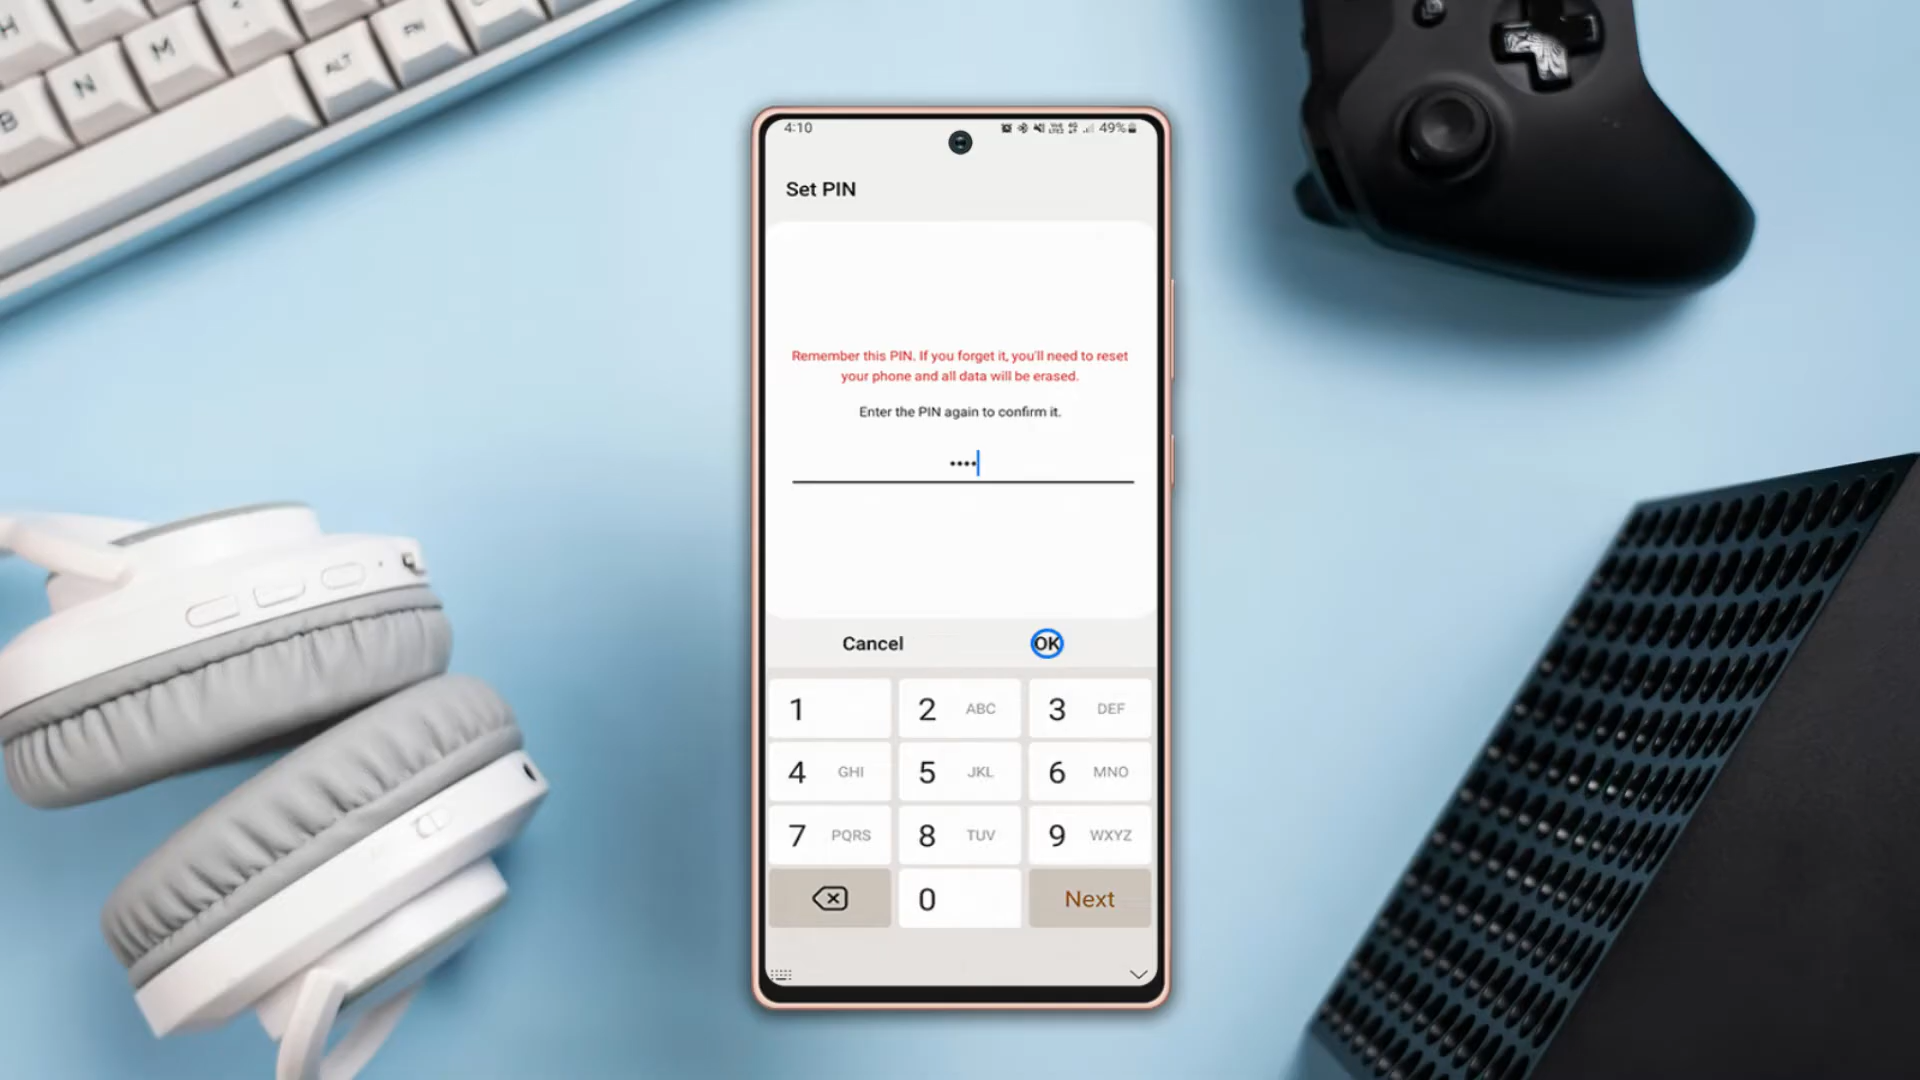 H
B
N
M
ALT
FN
4:10
49%
Set PIN
Remember this PIN. If you forget it, you'll need to reset
your phone and all data will be erased.
Enter the PIN again to confirm it.
••••
Cancel
OK
1
2 ABC
3 DEF
4 GHI
5 JKL
6 MNO
7 PQRS
8 TUV
9 WXYZ
0
Next